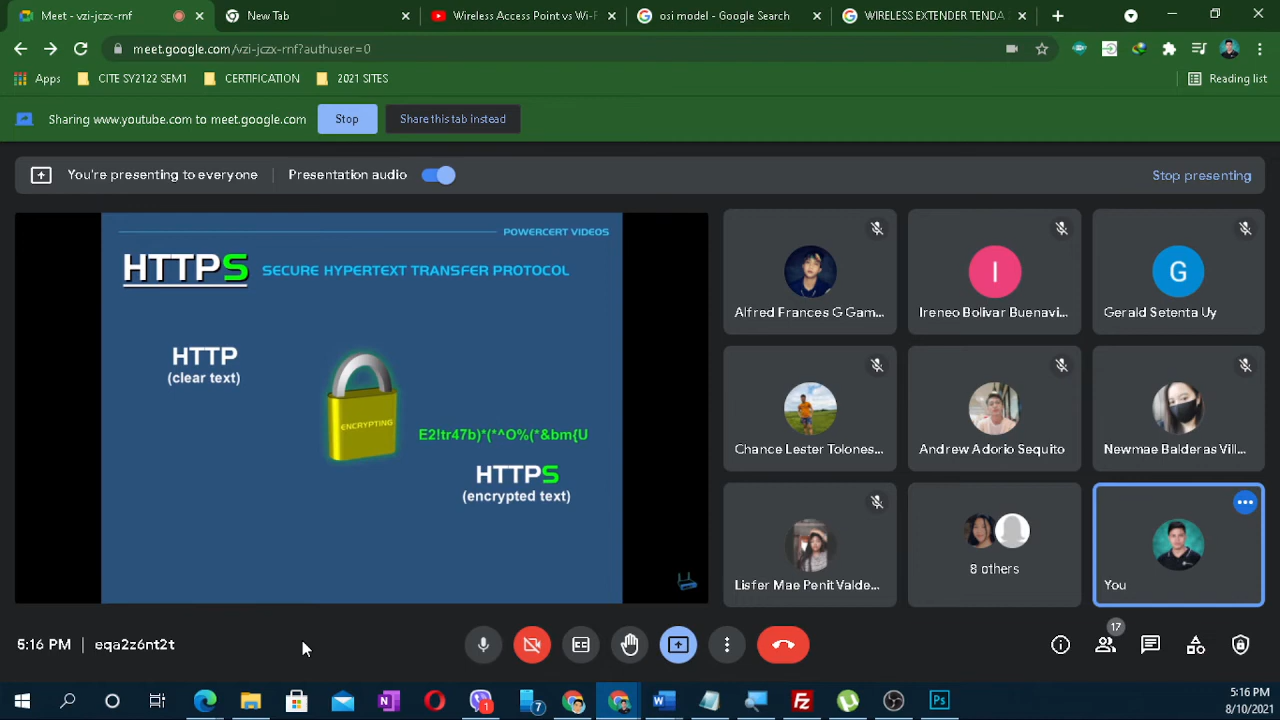 Meet - vzi-jczx-rnf
New Tab
Wireless Access Point vs Wi-F
osi model - Google Search
WIRELESS EXTENDER TENDA
meet.google.com/vzi-jczx-rnf?authuser=0
Apps
CITE SY2122 SEM1
CERTIFICATION
2021 SITES
Reading list
Sharing www.youtube.com to meet.google.com
Stop
Share this tab instead
You're presenting to everyone
Presentation audio
Stop presenting
POWERCERT VIDEOS
HTTPS SECURE HYPERTEXT TRANSFER PROTOCOL
HTTP
(clear text)
ENCRYPTING
E2!tr47b)*(*^O%(*&bm{U
HTTPS
(encrypted text)
Alfred Frances G Gam...
I
Ireneo Bolivar Buenavi...
G
Gerald Setenta Uy
Chance Lester Tolones...
Andrew Adorio Sequito
Newmae Balderas Vill...
Lisfer Mae Penit Valde...
8 others
You
5:16 PM | eqa2z6nt2t
17
1
7
5:16 PM
8/10/2021